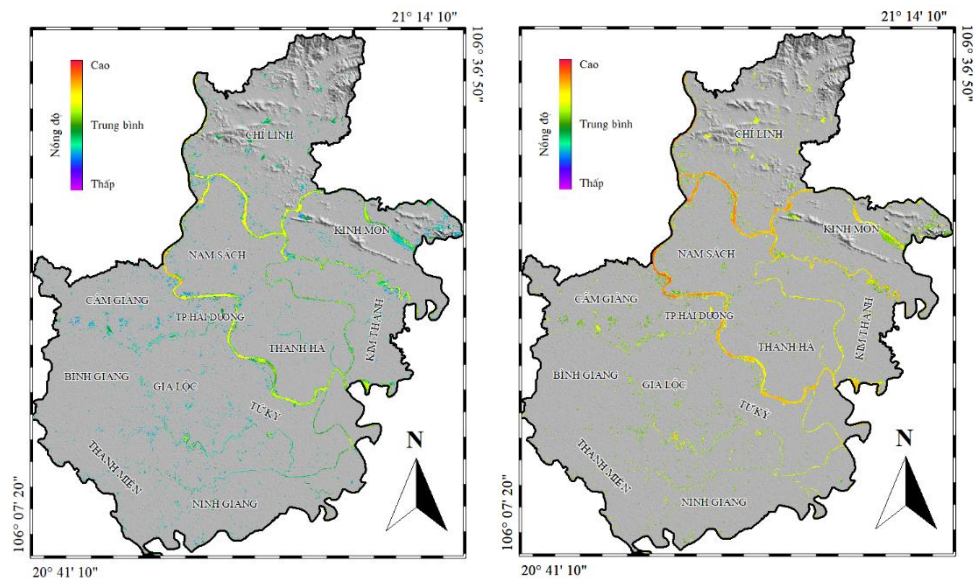 21° 14' 10"
106° 36' 50"
Nồng độ
Cao
Trung bình
Thấp
CHÍ LINH
KINH MÔN
NAM SÁCH
CẨM GIÀNG
TP.HẢI DƯƠNG
KIM THÀNH
THANH HÀ
BÌNH GIANG
GIA LỘC
TỨ KỲ
THANH MIỆN
NINH GIANG
N
106° 07' 20"
20° 41' 10"
21° 14' 10"
106° 36' 50"
Nồng độ
Cao
Trung bình
Thấp
CHÍ LINH
KINH MÔN
NAM SÁCH
CẨM GIÀNG
TP.HẢI DƯƠNG
KIM THÀNH
THANH HÀ
BÌNH GIANG
GIA LỘC
TỨ KỲ
THANH MIỆN
NINH GIANG
N
106° 07' 20"
20° 41' 10"